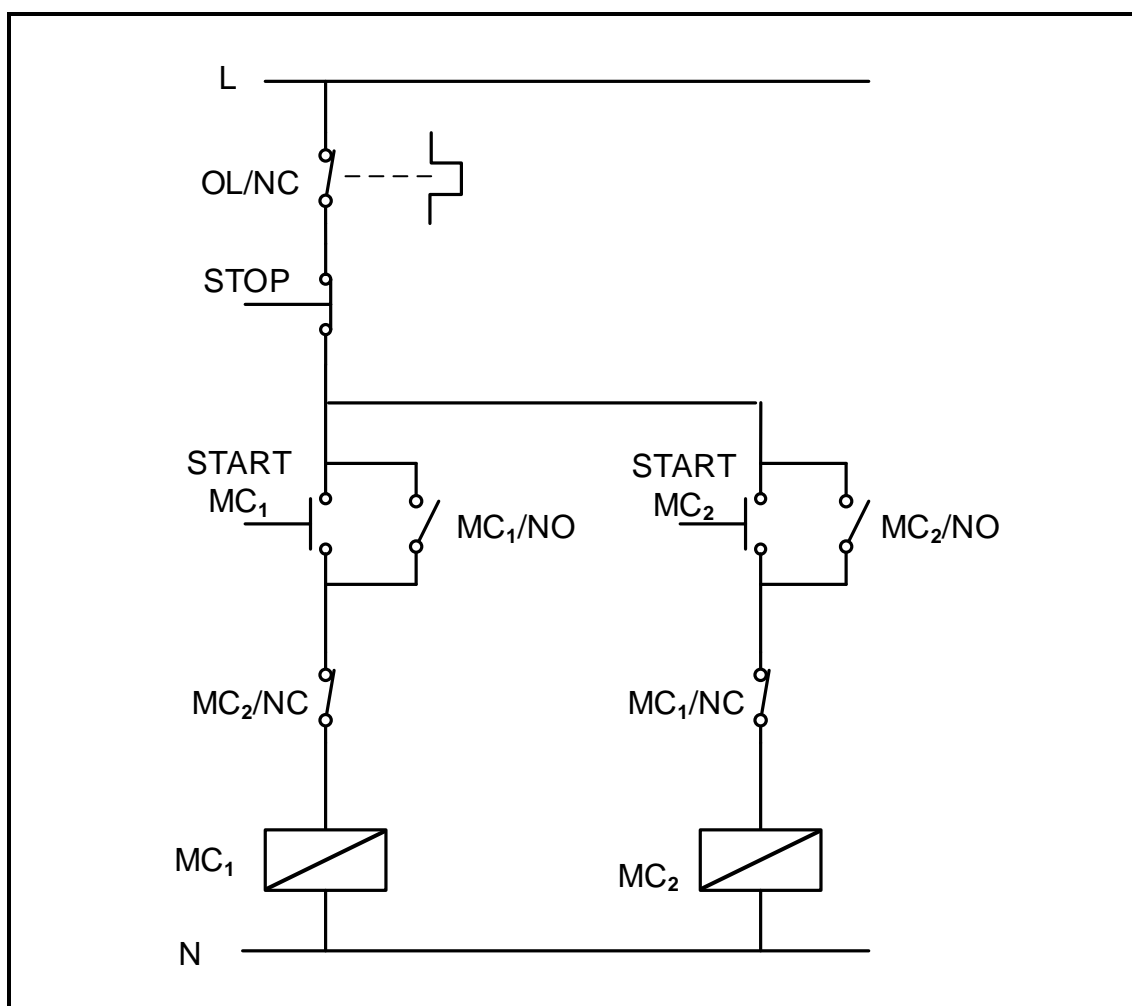 L
OL/NC
STOP
START
MC₁
MC₁/NO
START
MC₂
MC₂/NO
MC₂/NC
MC₁/NC
MC₁
MC₂
N